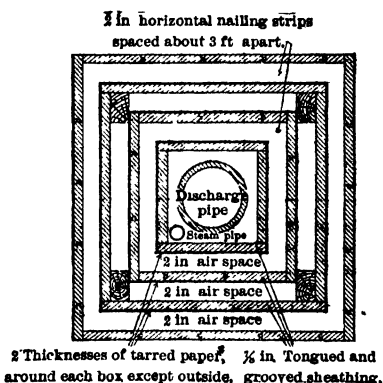 2 in horizontal nailing strips
spaced about 3 ft apart.
Discharge
pipe
Steam pipe
2 in air space
2 in air space
2 in air space
2 Thicknesses of tarred paper,
around each box except outside,
⅞ in. Tongued and
grooved sheathing.